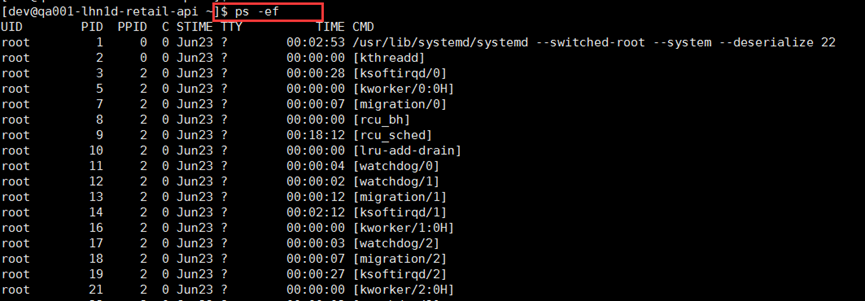 [dev@qa001-lhn1d-retail-api ~]$ ps -ef
UID PID PPID C STIME TTY TIME CMD
root 1 0 0 Jun23 ? 00:02:53 /usr/lib/systemd/systemd --switched-root --system --deserialize 22
root 2 0 0 Jun23 ? 00:00:00 [kthreadd]
root 3 2 0 Jun23 ? 00:00:28 [ksoftirqd/0]
root 5 2 0 Jun23 ? 00:00:00 [kworker/0:0H]
root 7 2 0 Jun23 ? 00:00:07 [migration/0]
root 8 2 0 Jun23 ? 00:00:00 [rcu_bh]
root 9 2 0 Jun23 ? 00:18:12 [rcu_sched]
root 10 2 0 Jun23 ? 00:00:00 [lru-add-drain]
root 11 2 0 Jun23 ? 00:00:04 [watchdog/0]
root 12 2 0 Jun23 ? 00:00:02 [watchdog/1]
root 13 2 0 Jun23 ? 00:00:12 [migration/1]
root 14 2 0 Jun23 ? 00:02:12 [ksoftirqd/1]
root 16 2 0 Jun23 ? 00:00:00 [kworker/1:0H]
root 17 2 0 Jun23 ? 00:00:03 [watchdog/2]
root 18 2 0 Jun23 ? 00:00:07 [migration/2]
root 19 2 0 Jun23 ? 00:00:27 [ksoftirqd/2]
root 21 2 0 Jun23 ? 00:00:00 [kworker/2:0H]